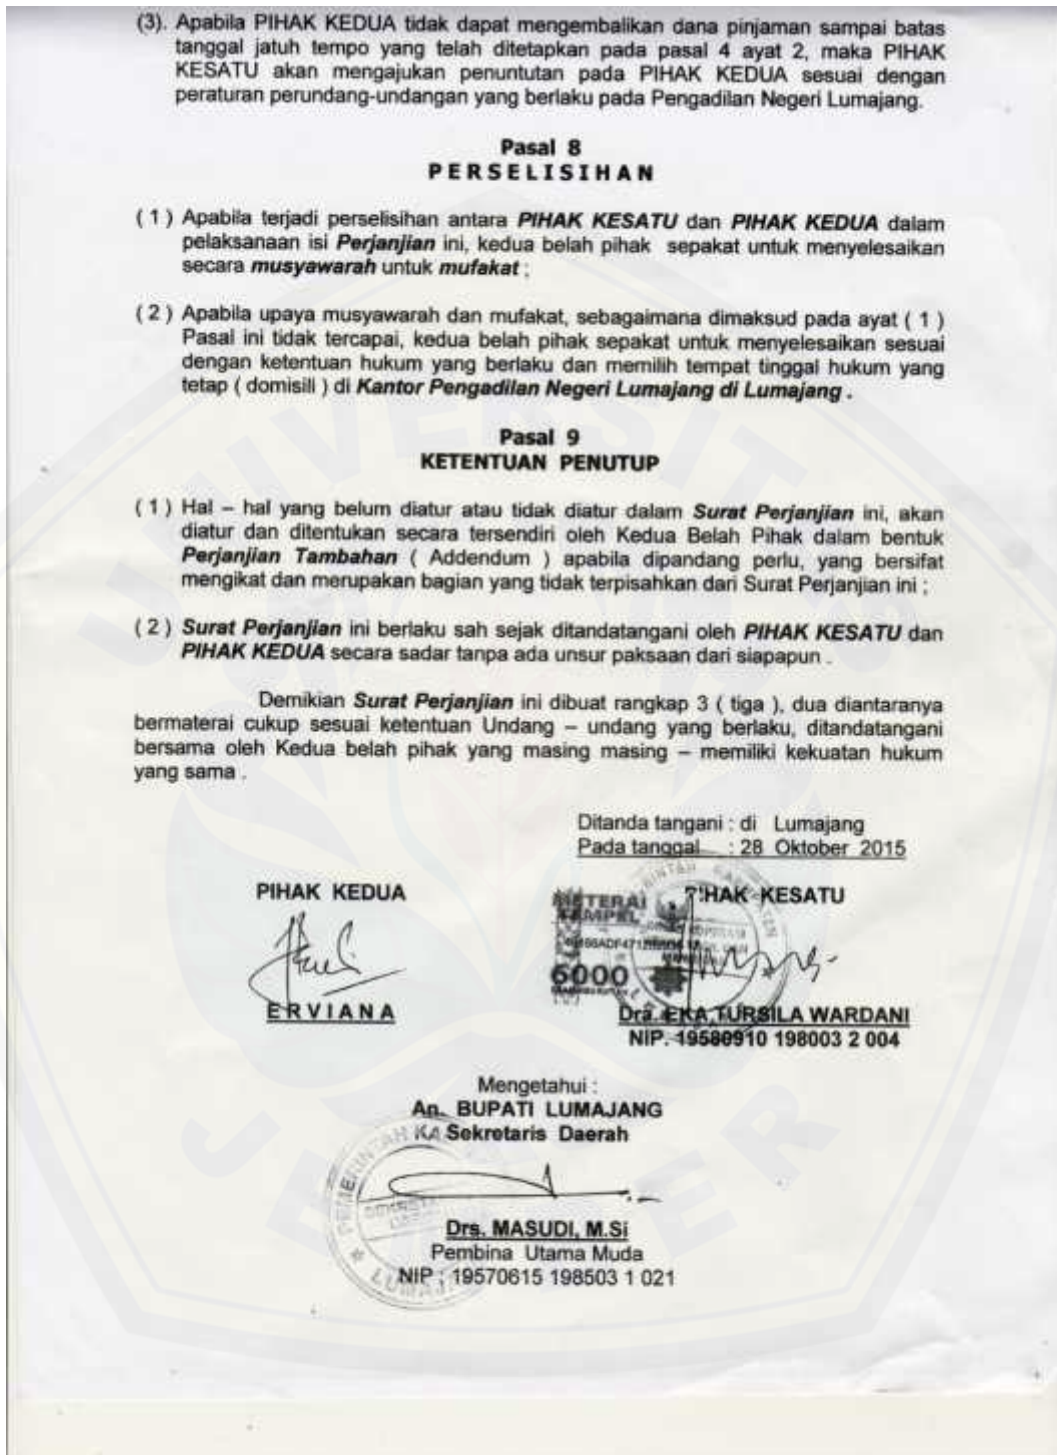 (3). Apabila PIHAK KEDUA tidak dapat mengembalikan dana pinjaman sampai batas
tanggal jatuh tempo yang telah ditetapkan pada pasal 4 ayat 2, maka PIHAK
KESATU akan mengajukan penuntutan pada PIHAK KEDUA sesuai dengan
peraturan perundang-undangan yang berlaku pada Pengadilan Negeri Lumajang.
Pasal 8
PERSELISIHAN
( 1 ) Apabila terjadi perselisihan antara PIHAK KESATU dan PIHAK KEDUA dalam
pelaksanaan isi Perjanjian ini, kedua belah pihak sepakat untuk menyelesaikan
secara musyawarah untuk mufakat ;
( 2 ) Apabila upaya musyawarah dan mufakat, sebagaimana dimaksud pada ayat ( 1 )
Pasal ini tidak tercapai, kedua belah pihak sepakat untuk menyelesaikan sesuai
dengan ketentuan hukum yang berlaku dan memilih tempat tinggal hukum yang
tetap ( domisili ) di Kantor Pengadilan Negeri Lumajang di Lumajang .
Pasal 9
KETENTUAN PENUTUP
( 1 ) Hal – hal yang belum diatur atau tidak diatur dalam Surat Perjanjian ini, akan
diatur dan ditentukan secara tersendiri oleh Kedua Belah Pihak dalam bentuk
Perjanjian Tambahan ( Addendum ) apabila dipandang perlu, yang bersifat
mengikat dan merupakan bagian yang tidak terpisahkan dari Surat Perjanjian ini ;
( 2 ) Surat Perjanjian ini berlaku sah sejak ditandatangani oleh PIHAK KESATU dan
PIHAK KEDUA secara sadar tanpa ada unsur paksaan dari siapapun .
Demikian Surat Perjanjian ini dibuat rangkap 3 ( tiga ), dua diantaranya
bermaterai cukup sesuai ketentuan Undang – undang yang berlaku, ditandatangani
bersama oleh Kedua belah pihak yang masing masing – memiliki kekuatan hukum
yang sama .
Ditanda tangani : di Lumajang
Pada tanggal : 28 Oktober 2015
PIHAK KEDUA
PIHAK KESATU
METERAI
TEMPEL
6000
ERVIANA
Dra. EKA TURSILA WARDANI
NIP. 19580910 198003 2 004
Mengetahui :
An. BUPATI LUMAJANG
Sekretaris Daerah
Drs. MASUDI, M.Si
Pembina Utama Muda
NIP : 19570615 198503 1 021
UNIVERSITAS
JEMBER